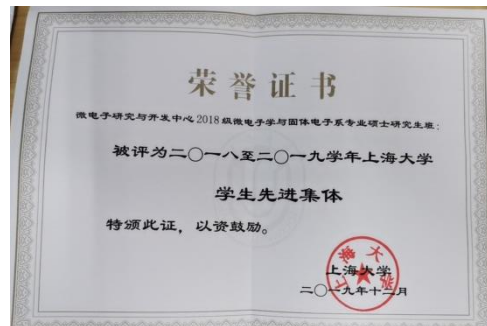 荣誉证书
微电子研究与开发中心2018级微电子学与固体电子系专业硕士研究生班：
被评为二〇一八至二〇一九学年上海大学
学生先进集体
特颁此证，以资鼓励。
上海大学
上海大学
二〇一九年十二月